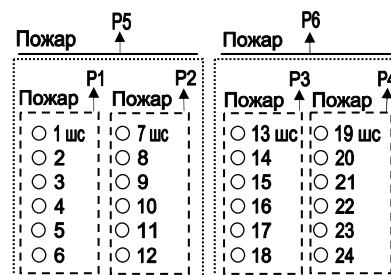 Пожар P5 Пожар P6
Пожар P1 Пожар P2 Пожар P3 Пожар P4
1 шс 7 шс 13 шс 19 шс
2 8 14 20
3 9 15 21
4 10 16 22
5 11 17 23
6 12 18 24